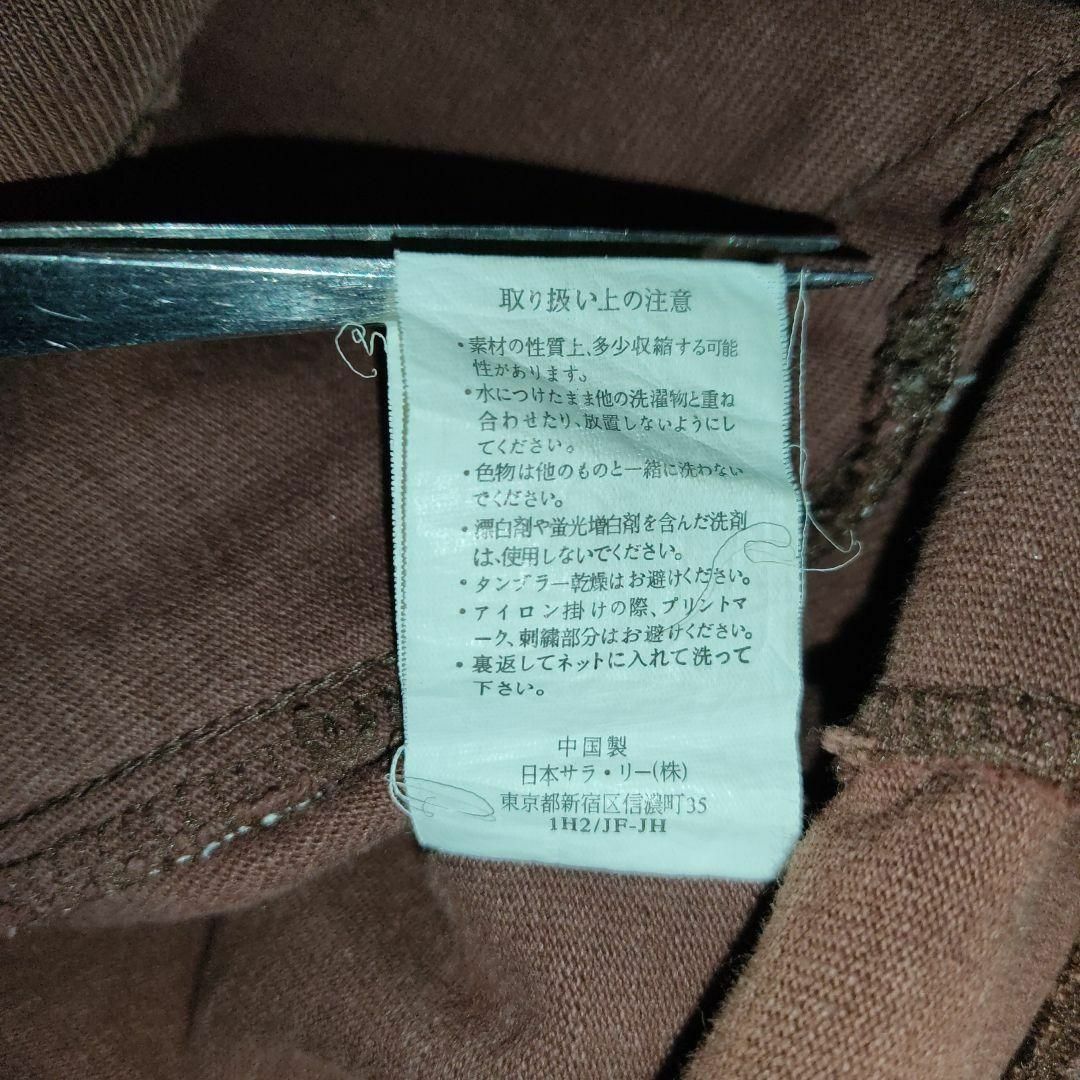 取り扱い上の注意
・素材の性質上、多少収縮する可能
性があります。
・水につけたまま他の洗濯物と重ね
合わせたり、放置しないようにし
てください。
・色物は他のものと一緒に洗わない
でください。
・漂白剤や蛍光増白剤を含んだ洗剤
は、使用しないでください。
・タンブラー乾燥はお避けください。
・アイロン掛けの際、プリントマ
ーク、刺繍部分はお避けください。
・裏返してネットに入れて洗って
下さい。
中国製
日本サラ・リー(株)
東京都新宿区信濃町35
1H2/JF-JH